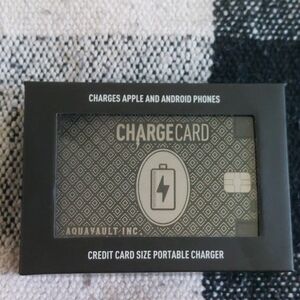 CHARGES APPLE AND ANDROID PHONES
CHARGECARD
AQUAVAULT INC.
CREDIT CARD SIZE PORTABLE CHARGER